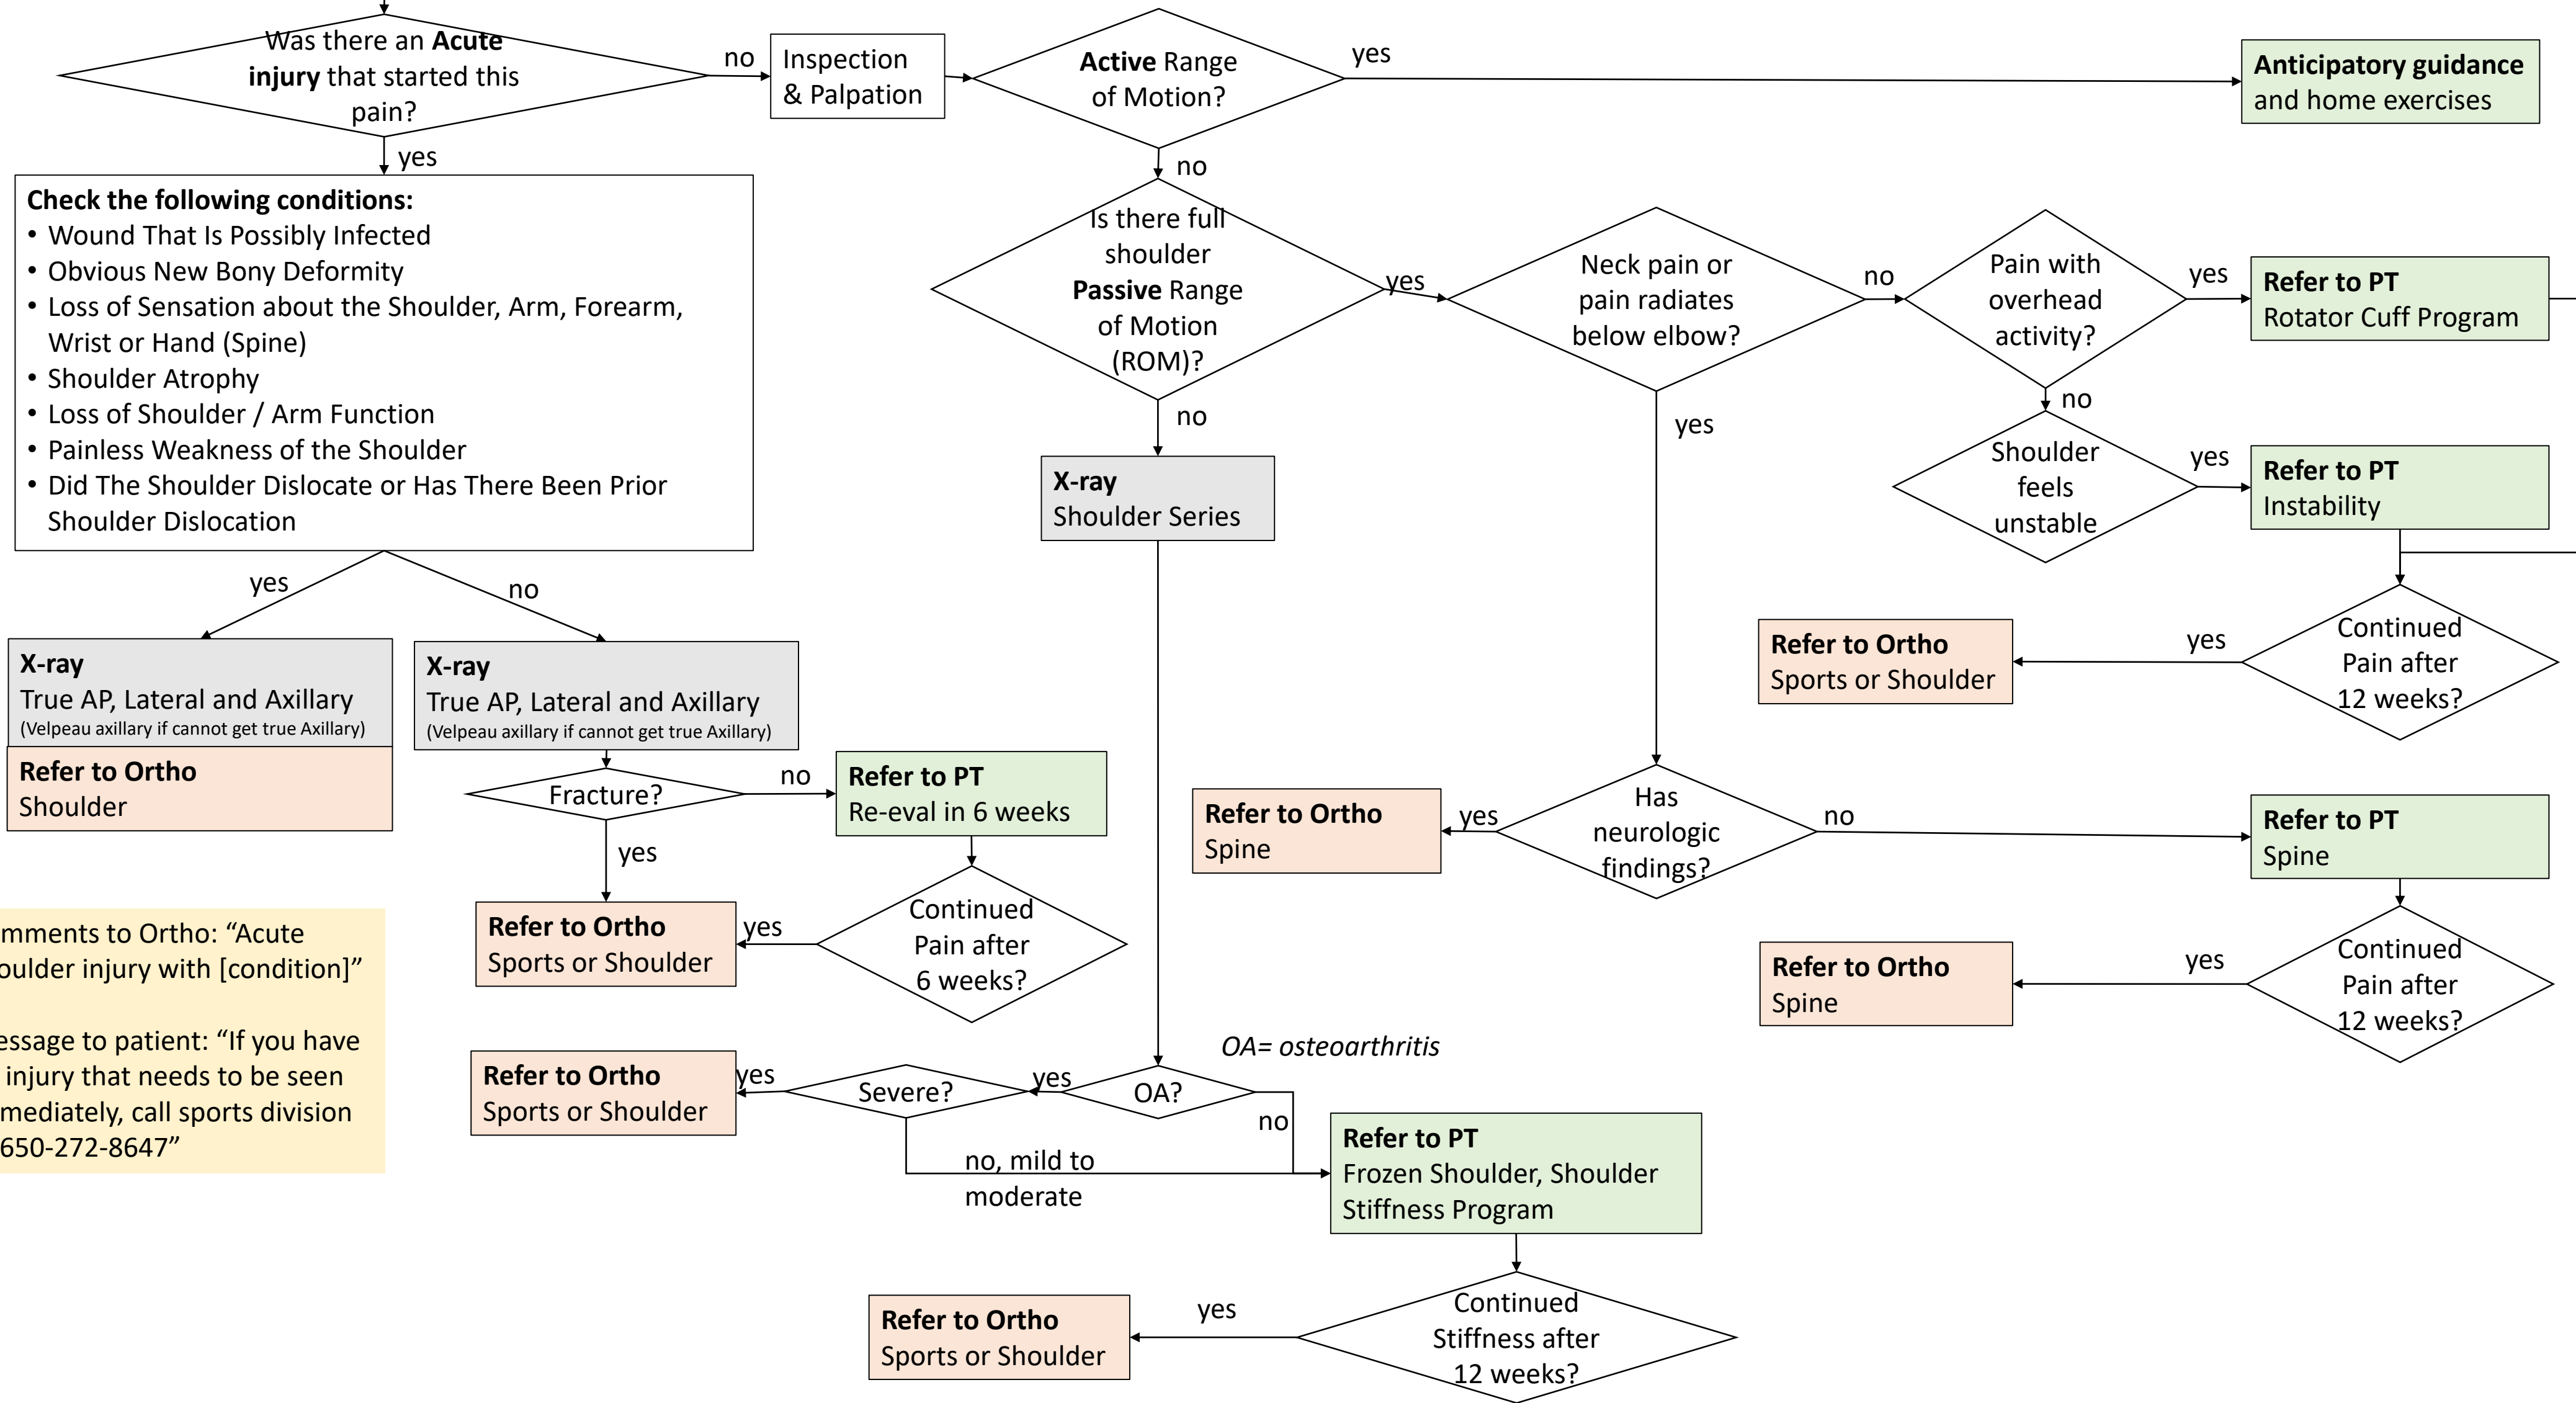 Was there an Acute
injury that started this
pain?
no
Inspection
& Palpation
Active Range
of Motion?
yes
Anticipatory guidance
and home exercises
yes
no
Check the following conditions:
• Wound That Is Possibly Infected
• Obvious New Bony Deformity
• Loss of Sensation about the Shoulder, Arm, Forearm,
Wrist or Hand (Spine)
• Shoulder Atrophy
• Loss of Shoulder / Arm Function
• Painless Weakness of the Shoulder
• Did The Shoulder Dislocate or Has There Been Prior
Shoulder Dislocation
Is there full
shoulder
Passive Range
of Motion
(ROM)?
yes
Neck pain or
pain radiates
below elbow?
no
Pain with
overhead
activity?
yes
Refer to PT
Rotator Cuff Program
no
no
yes
Shoulder
feels
unstable
yes
Refer to PT
Instability
X-ray
Shoulder Series
yes
no
X-ray
True AP, Lateral and Axillary
(Velpeau axillary if cannot get true Axillary)
Refer to Ortho
Shoulder
X-ray
True AP, Lateral and Axillary
(Velpeau axillary if cannot get true Axillary)
Refer to Ortho
Sports or Shoulder
yes
Continued
Pain after
12 weeks?
Fracture?
no
Refer to PT
Re-eval in 6 weeks
yes
Refer to Ortho
Spine
yes
Has
neurologic
findings?
no
Refer to PT
Spine
Refer to Ortho
Sports or Shoulder
yes
Continued
Pain after
6 weeks?
Refer to Ortho
Spine
yes
Continued
Pain after
12 weeks?
mments to Ortho: “Acute
oulder injury with [condition]”
essage to patient: “If you have
injury that needs to be seen
mediately, call sports division
650-272-8647”
OA= osteoarthritis
Refer to Ortho
Sports or Shoulder
yes
Severe?
yes
OA?
no
no, mild to
moderate
Refer to PT
Frozen Shoulder, Shoulder
Stiffness Program
Refer to Ortho
Sports or Shoulder
yes
Continued
Stiffness after
12 weeks?